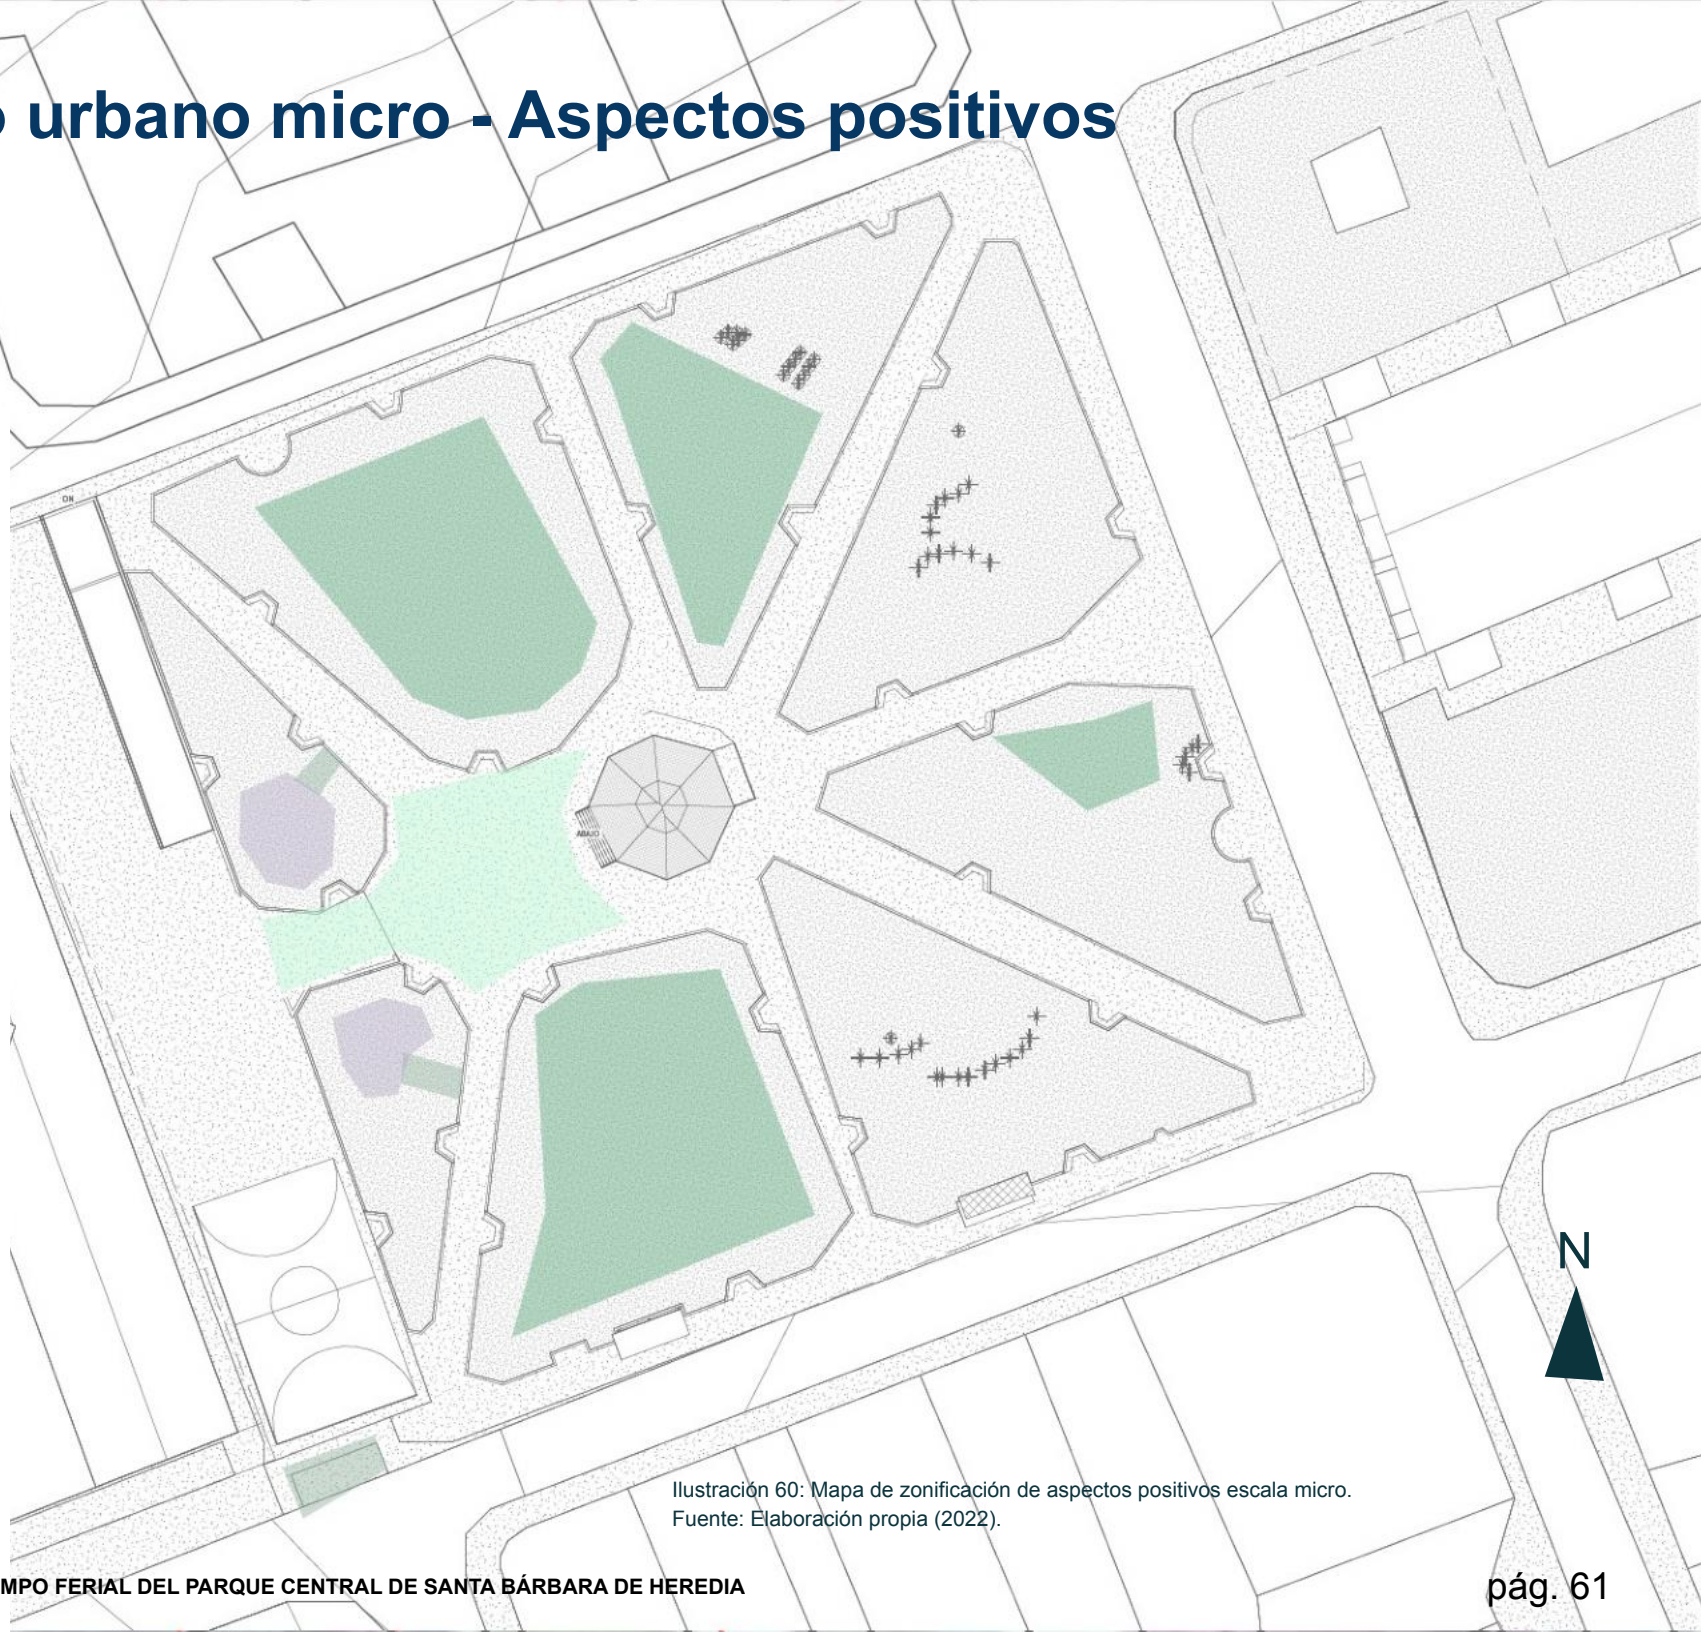 urbano micro - Aspectos positivos
DN
ABAJO
N
Ilustración 60: Mapa de zonificación de aspectos positivos escala micro.
Fuente: Elaboración propia (2022).
MPO FERIAL DEL PARQUE CENTRAL DE SANTA BÁRBARA DE HEREDIA
pág. 61